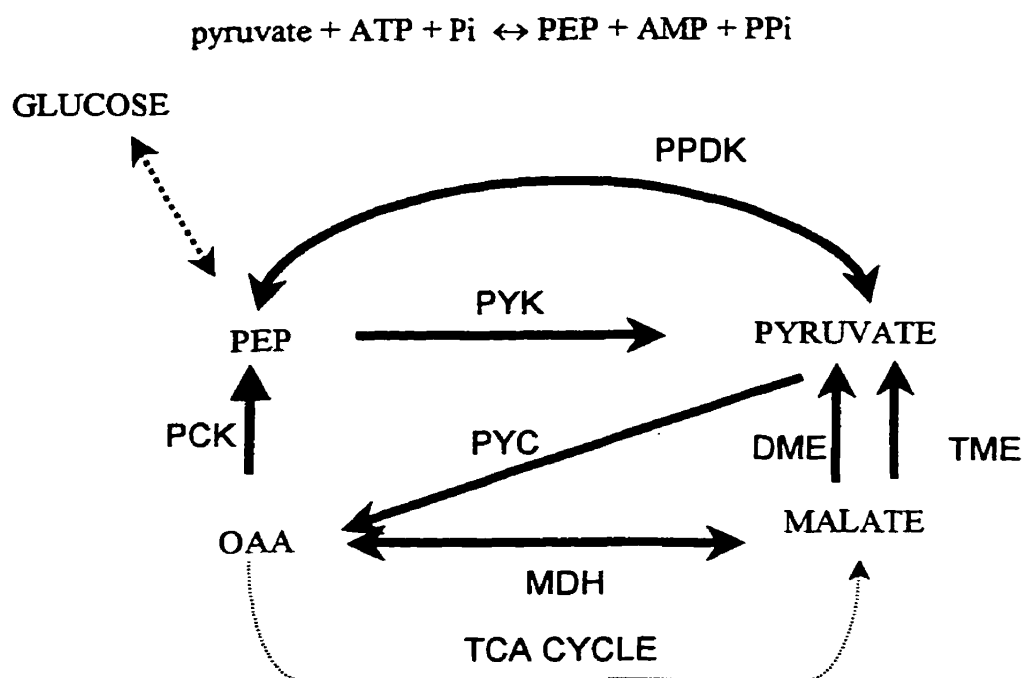 pyruvate + ATP + Pi ↔ PEP + AMP + PPi
GLUCOSE
PPDK
PYK
PEP
PYRUVATE
PCK
PYC
DME
TME
OAA
MALATE
MDH
TCA CYCLE